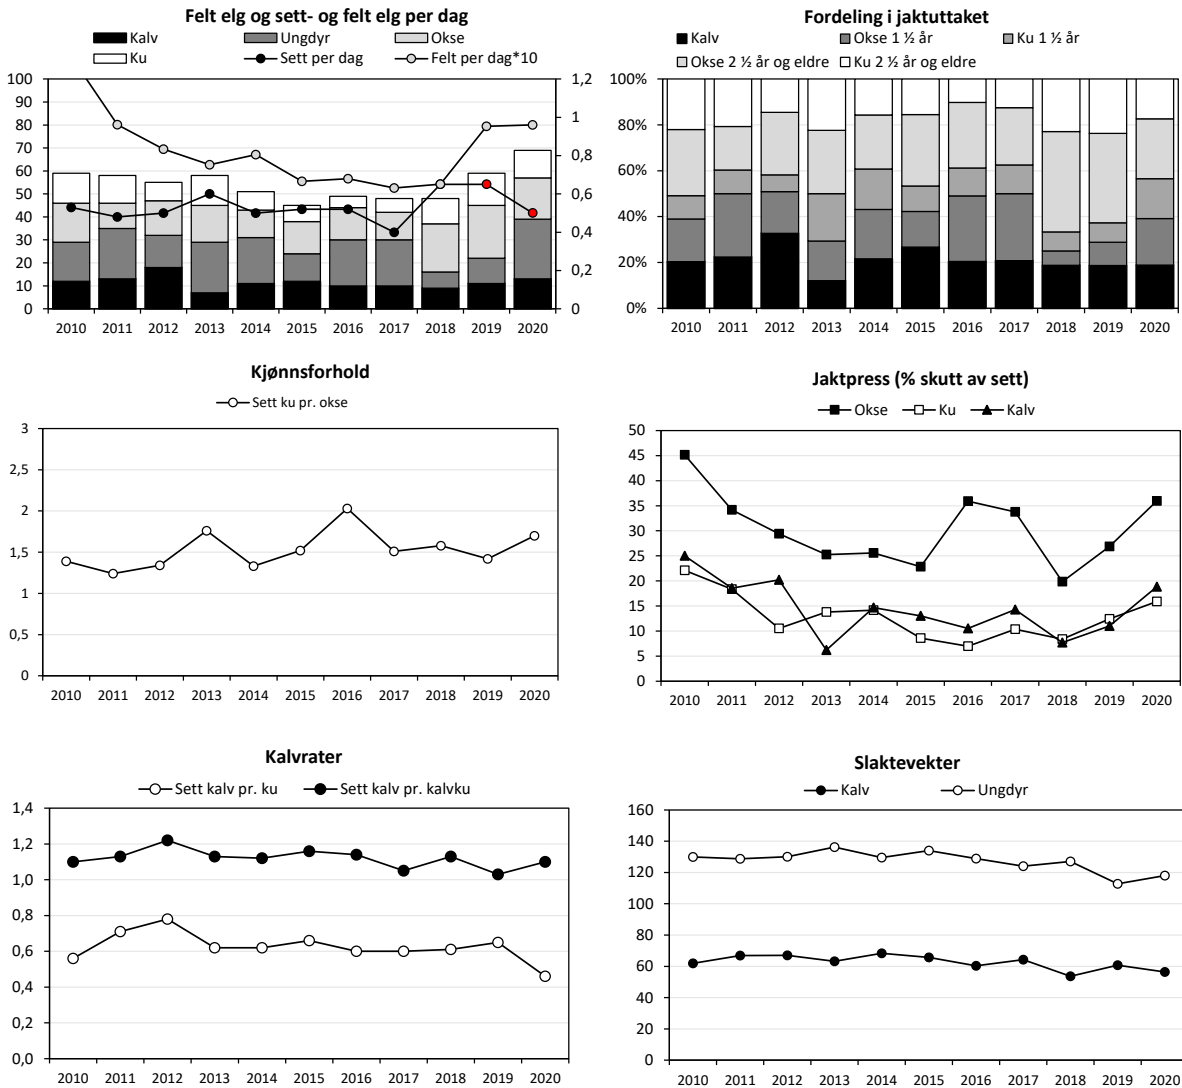 Felt elg og sett- og felt elg per dag
Kalv Ungdyr Okse
Ku Sett per dag Felt per dag*10
100 1,2
90
80 1
70
60 0,8
50 0,6
40
30 0,4
20 0,2
10
0 0
2010 2011 2012 2013 2014 2015 2016 2017 2018 2019 2020
Fordeling i jaktuttaket
Kalv Okse 1 ½ år Ku 1 ½ år
Okse 2 ½ år og eldre Ku 2 ½ år og eldre
100%
80%
60%
40%
20%
0%
2010 2011 2012 2013 2014 2015 2016 2017 2018 2019 2020
Kjønnsforhold
Sett ku pr. okse
3
2,5
2
1,5
1
0,5
0
2010 2011 2012 2013 2014 2015 2016 2017 2018 2019 2020
Jaktpress (% skutt av sett)
Okse Ku Kalv
50
45
40
35
30
25
20
15
10
5
0
2010 2011 2012 2013 2014 2015 2016 2017 2018 2019 2020
Kalvrater
Sett kalv pr. ku Sett kalv pr. kalvku
1,4
1,2
1,0
0,8
0,6
0,4
0,2
0,0
2010 2011 2012 2013 2014 2015 2016 2017 2018 2019 2020
Slaktevekter
Kalv Ungdyr
160
140
120
100
80
60
40
20
0
2010 2011 2012 2013 2014 2015 2016 2017 2018 2019 2020